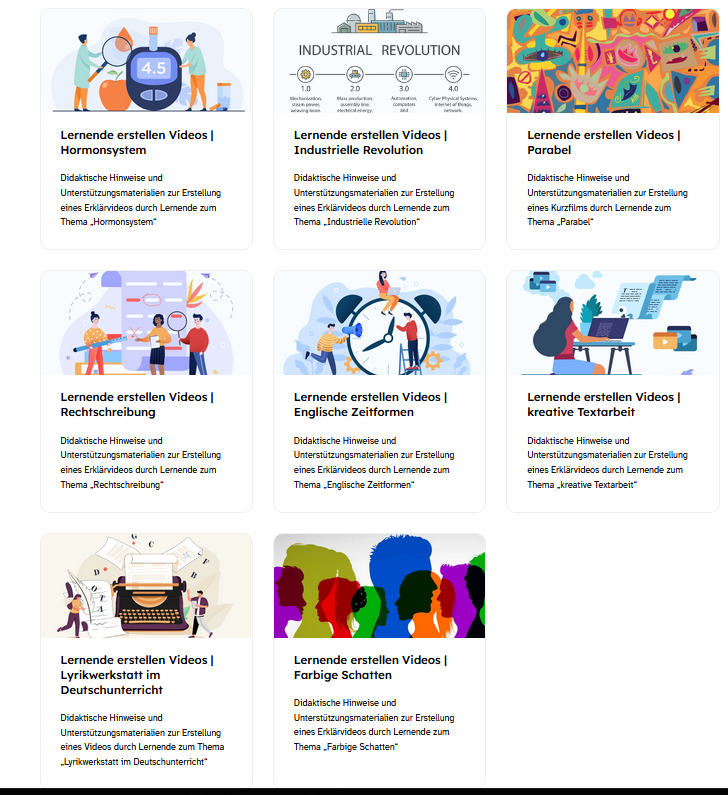 4.5
INDUSTRIAL REVOLUTION
1.0 2.0 3.0 4.0
Mechanization, steam power, weaving loom.
Mass production, assembly line, electrical energy.
Automation, computers and
Cyber Physical Systems, internet of things, network.
Lernende erstellen Videos |
Hormonsystem
Didaktische Hinweise und
Unterstützungsmaterialien zur Erstellung
eines Erklärvideos durch Lernende zum
Thema „Hormonsystem“
Lernende erstellen Videos |
Industrielle Revolution
Didaktische Hinweise und
Unterstützungsmaterialien zur Erstellung
eines Erklärvideos durch Lernende zum
Thema „Industrielle Revolution“
Lernende erstellen Videos |
Parabel
Didaktische Hinweise und
Unterstützungsmaterialien zur Erstellung
eines Kurzfilms durch Lernende zum
Thema „Parabel“
Lernende erstellen Videos |
Rechtschreibung
Didaktische Hinweise und
Unterstützungsmaterialien zur Erstellung
eines Erklärvideos durch Lernende zum
Thema „Rechtschreibung“
Lernende erstellen Videos |
Englische Zeitformen
Didaktische Hinweise und
Unterstützungsmaterialien zur Erstellung
eines Erklärvideos durch Lernende zum
Thema „Englische Zeitformen“
Lernende erstellen Videos |
kreative Textarbeit
Didaktische Hinweise und
Unterstützungsmaterialien zur Erstellung
eines Erklärvideos durch Lernende zum
Thema „kreative Textarbeit“
G C F
D H
O T A
Lernende erstellen Videos |
Lyrikwerkstatt im
Deutschunterricht
Didaktische Hinweise und
Unterstützungsmaterialien zur Erstellung
eines Videos durch Lernende zum Thema
„Lyrikwerkstatt im Deutschunterricht“
Lernende erstellen Videos |
Farbige Schatten
Didaktische Hinweise und
Unterstützungsmaterialien zur Erstellung
eines Erklärvideos durch Lernende zum
Thema „Farbige Schatten“